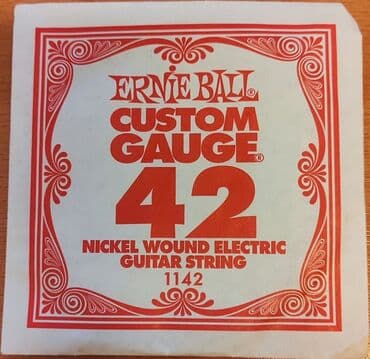 ERNIE BALL®
CUSTOM
GAUGE®
42
NICKEL WOUND ELECTRIC
GUITAR STRING
1142